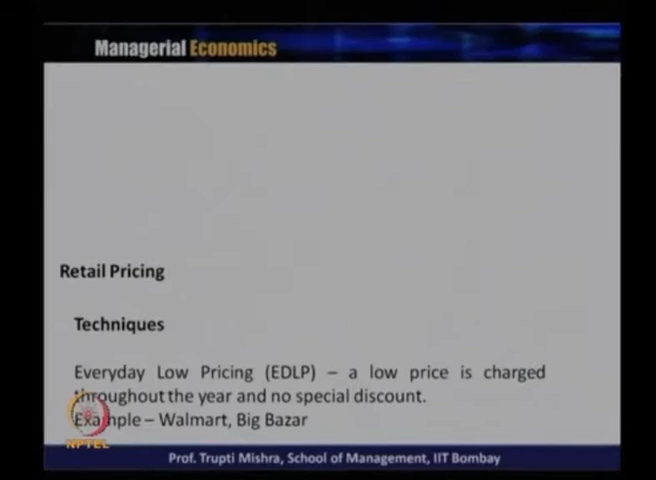 Managerial Economics
Retail Pricing
Techniques
Everyday Low Pricing (EDLP) – a low price is charged
throughout the year and no special discount.
Example – Walmart, Big Bazar
NPTEL
Prof. Trupti Mishra, School of Management, IIT Bombay